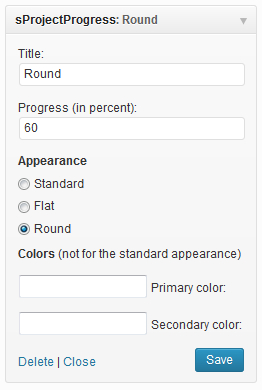 sProjectProgress: Round
Title:
Round
Progress (in percent):
60
Appearance
Standard
Flat
Round
Colors (not for the standard appearance)
Primary color:
Secondary color:
Delete | Close
Save